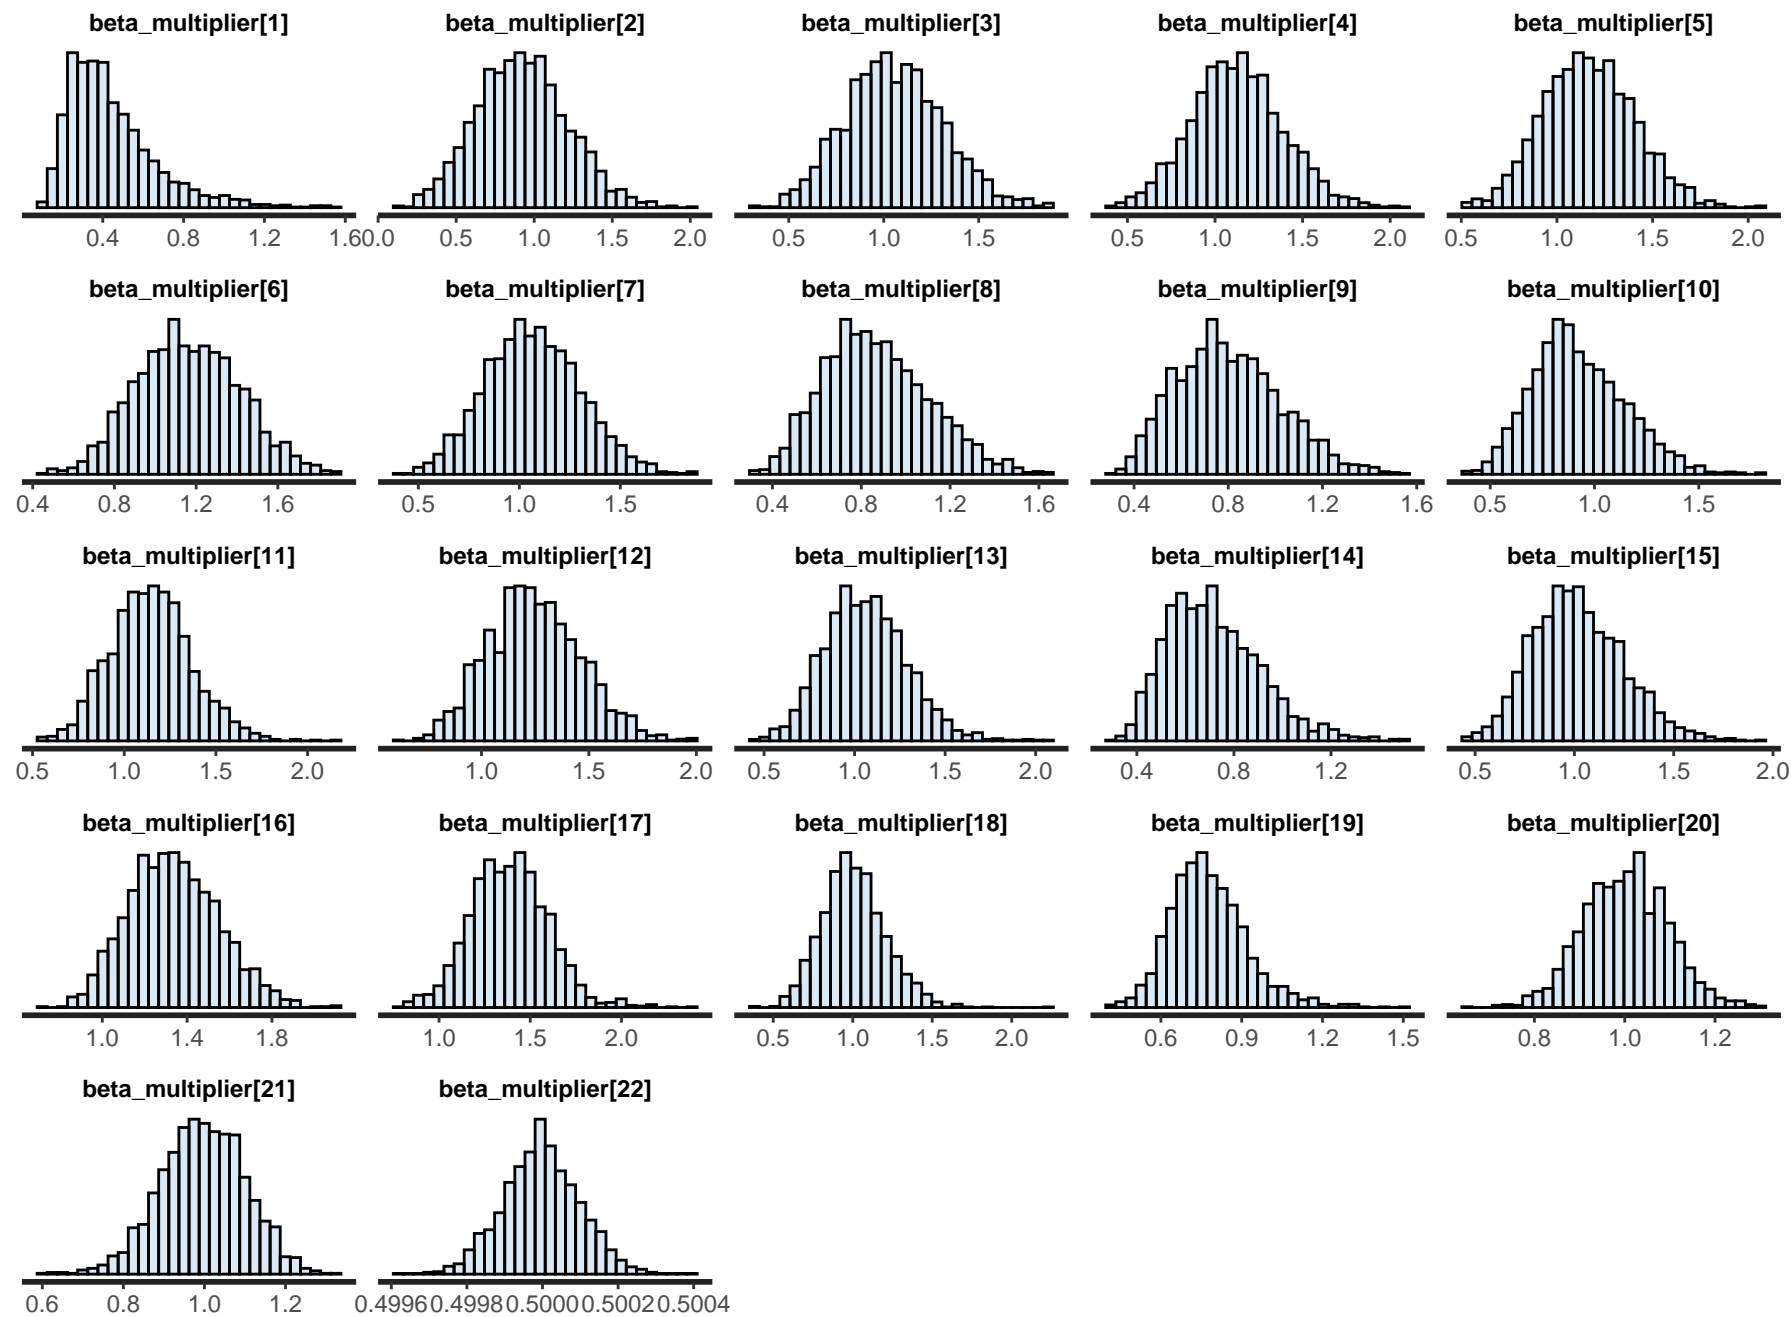 beta_multiplier[1] beta_multiplier[2] beta_multiplier[3] beta_multiplier[4] beta_multiplier[5]
0.4 0.8 1.2 1.6 0.0 0.5 1.0 1.5 2.0 0.5 1.0 1.5 0.5 1.0 1.5 2.0 0.5 1.0 1.5 2.0
beta_multiplier[6] beta_multiplier[7] beta_multiplier[8] beta_multiplier[9] beta_multiplier[10]
0.4 0.8 1.2 1.6 0.5 1.0 1.5 0.4 0.8 1.2 1.6 0.4 0.8 1.2 1.6 0.5 1.0 1.5
beta_multiplier[11] beta_multiplier[12] beta_multiplier[13] beta_multiplier[14] beta_multiplier[15]
0.5 1.0 1.5 2.0 1.0 1.5 2.0 0.5 1.0 1.5 2.0 0.4 0.8 1.2 0.5 1.0 1.5 2.0
beta_multiplier[16] beta_multiplier[17] beta_multiplier[18] beta_multiplier[19] beta_multiplier[20]
1.0 1.4 1.8 1.0 1.5 2.0 0.5 1.0 1.5 2.0 0.6 0.9 1.2 1.5 0.8 1.0 1.2
beta_multiplier[21] beta_multiplier[22]
0.6 0.8 1.0 1.2 0.4996 0.4998 0.5000 0.5002 0.5004